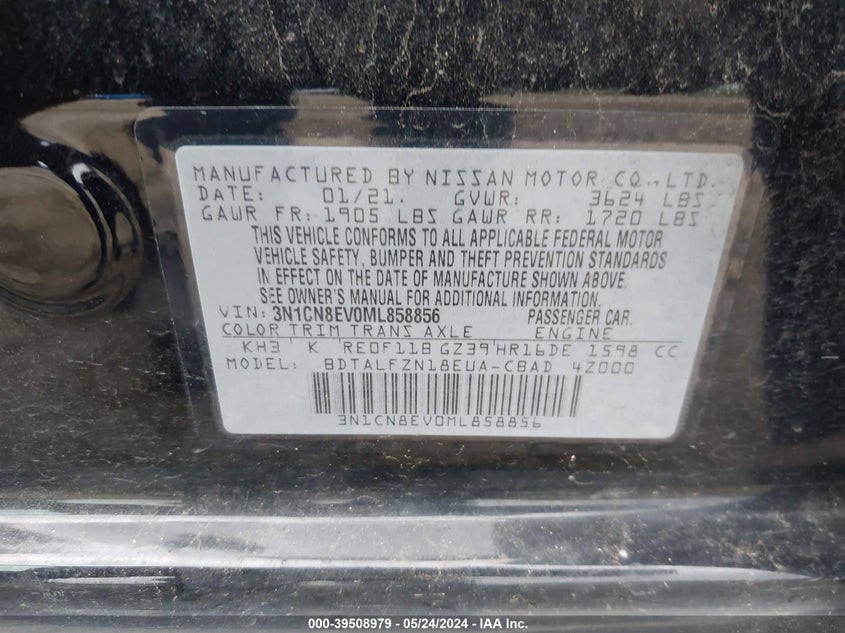 MANUFACTURED BY NISSAN MOTOR CO., LTD.
DATE: 01/21. GVWR: 3624 LBS
GAWR FR: 1905 LBS GAWR RR: 1720 LBS
THIS VEHICLE CONFORMS TO ALL APPLICABLE FEDERAL MOTOR
VEHICLE SAFETY, BUMPER AND THEFT PREVENTION STANDARDS
IN EFFECT ON THE DATE OF MANUFACTURE SHOWN ABOVE.
SEE OWNER'S MANUAL FOR ADDITIONAL INFORMATION.
VIN: 3N1CN8EV0ML858856 PASSENGER CAR.
COLOR TRIM TRANS AXLE ENGINE
KH3 K RE0F11B GZ39 HR16DE 1598 CC
MODEL: BDTALFZN18EUA-CBAD 4Z000
3N1CN8EV0ML858856
000-39508979 - 05/24/2024 - IAA Inc.